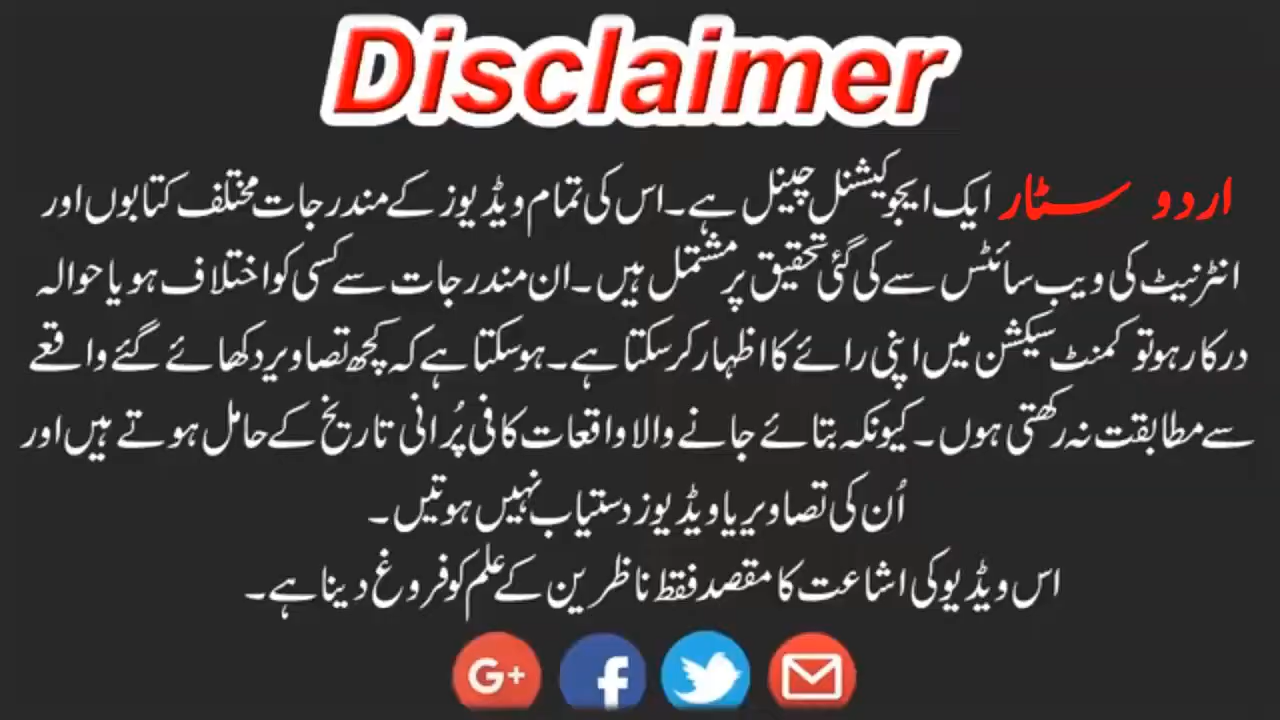 Disclaimer
اردو سٹار ایک ایجوکیشنل چینل ہے۔ اس کی تمام ویڈیوز کے مندرجات مختلف کتابوں اور
انٹرنیٹ کی ویب سائٹس سے کی گئی تحقیق پر مشتمل ہیں۔ ان مندرجات سے کسی کو اختلاف ہو یا حوالہ
درکار ہو تو کمنٹ سیکشن میں اپنی رائے کا اظہار کر سکتا ہے۔ ہو سکتا ہے کہ کچھ تصاویر دکھائے گئے واقعے
سے مطابقت نہ رکھتی ہوں۔ کیونکہ بتائے جانے والا واقعات کافی پُرانی تاریخ کے حامل ہوتے ہیں اور
اُن کی تصاویر یا ویڈیوز دستیاب نہیں ہوتیں۔
اس ویڈیو کی اشاعت کا مقصد فقط ناظرین کے علم کو فروغ دینا ہے۔
G+ f